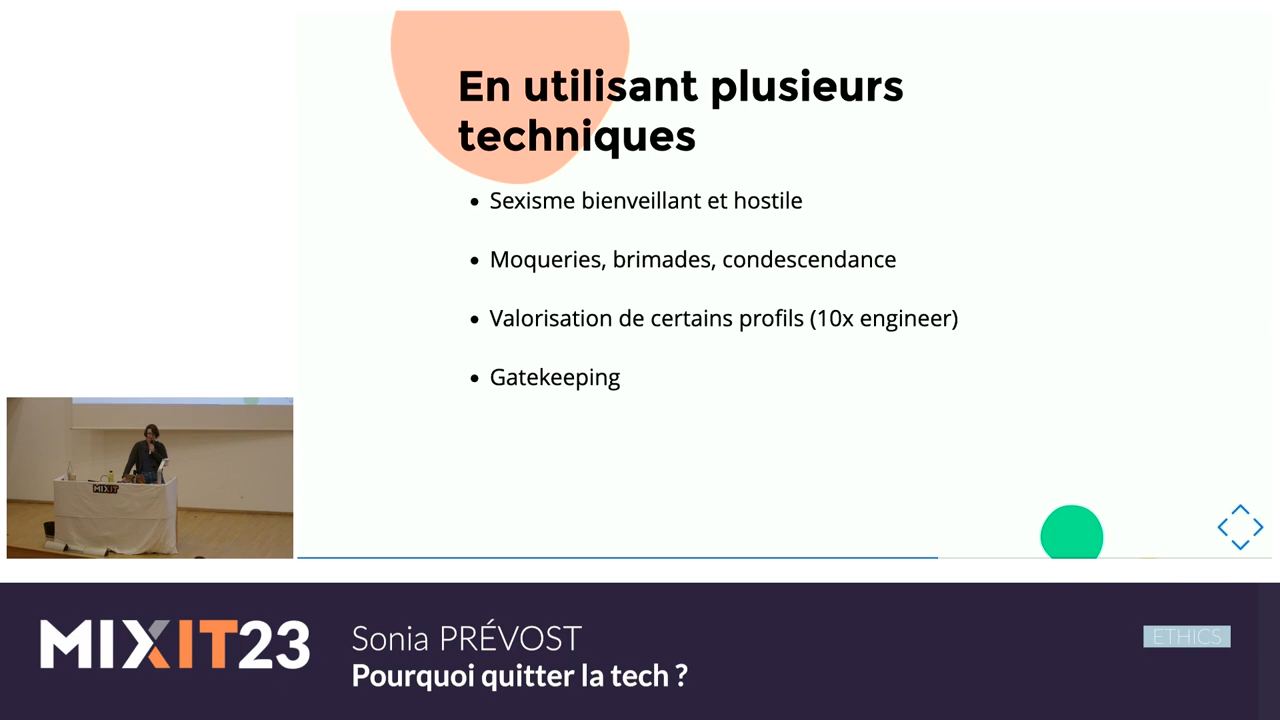 En utilisant plusieurs
techniques
• Sexisme bienveillant et hostile
• Moqueries, brimades, condescendance
• Valorisation de certains profils (10x engineer)
• Gatekeeping
MIXIT
MIXIT23
Sonia PRÉVOST
Pourquoi quitter la tech ?
ETHICS